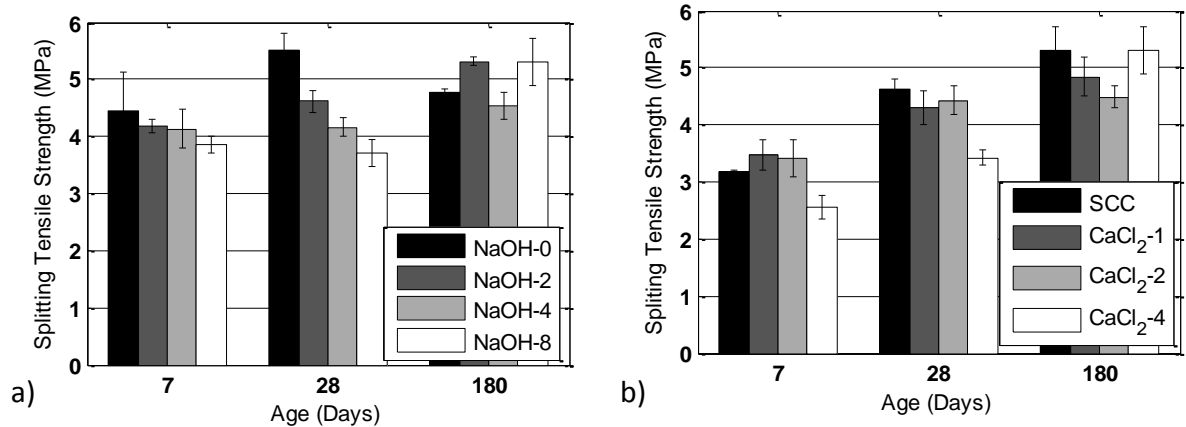 6
5
4
3
2
1
0
Splitting Tensile Strength (MPa)
NaOH-0
NaOH-2
NaOH-4
NaOH-8
7 28 180
Age (Days)
a)
6
5
4
3
2
1
0
Spliting Tensile Strength (MPa)
SCC
CaCl2-1
CaCl2-2
CaCl2-4
7 28 180
Age (Days)
b)